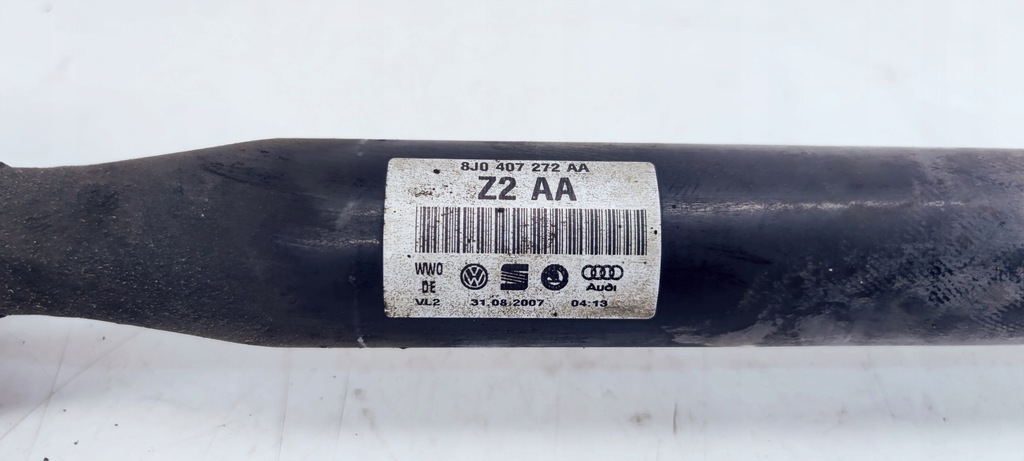 8J0 407 272 AA
Z2 AA
WWO
DE
Audi
VL2 31.08.2007 04:13